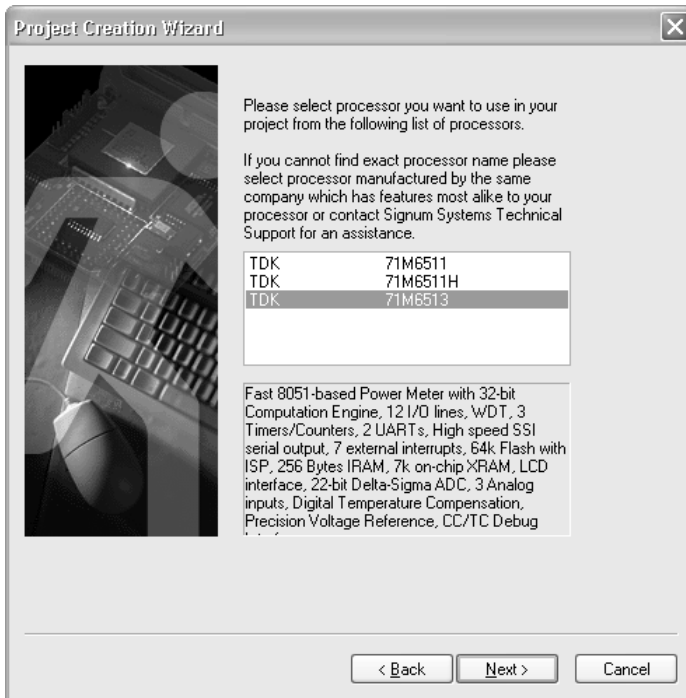 Project Creation Wizard
Please select processor you want to use in your
project from the following list of processors.
If you cannot find exact processor name please
select processor manufactured by the same
company which has features most alike to your
processor or contact Signum Systems Technical
Support for an assistance.
TDK 71M6511
TDK 71M6511H
TDK 71M6513
Fast 8051-based Power Meter with 32-bit
Computation Engine, 12 I/O lines, WDT, 3
Timers/Counters, 2 UARTs, High speed SSI
serial output, 7 external interrupts, 64k Flash with
ISP, 256 Bytes IRAM, 7k on-chip XRAM, LCD
interface, 22-bit Delta-Sigma ADC, 3 Analog
inputs, Digital Temperature Compensation,
Precision Voltage Reference, CC/TC Debug
< Back
Next >
Cancel